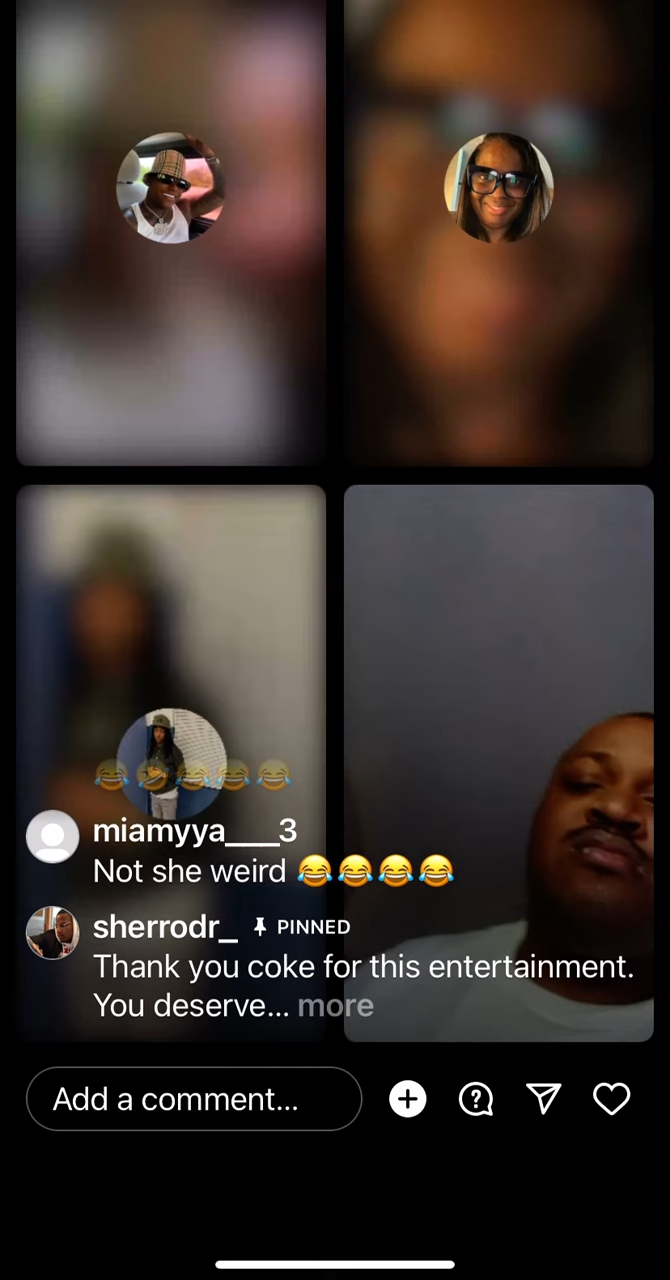 😂😂😂😂😂
miamyya___3
Not she weird 😂😂😂😂
sherrodr_ PINNED
Thank you coke for this entertainment.
You deserve... more
Add a comment...